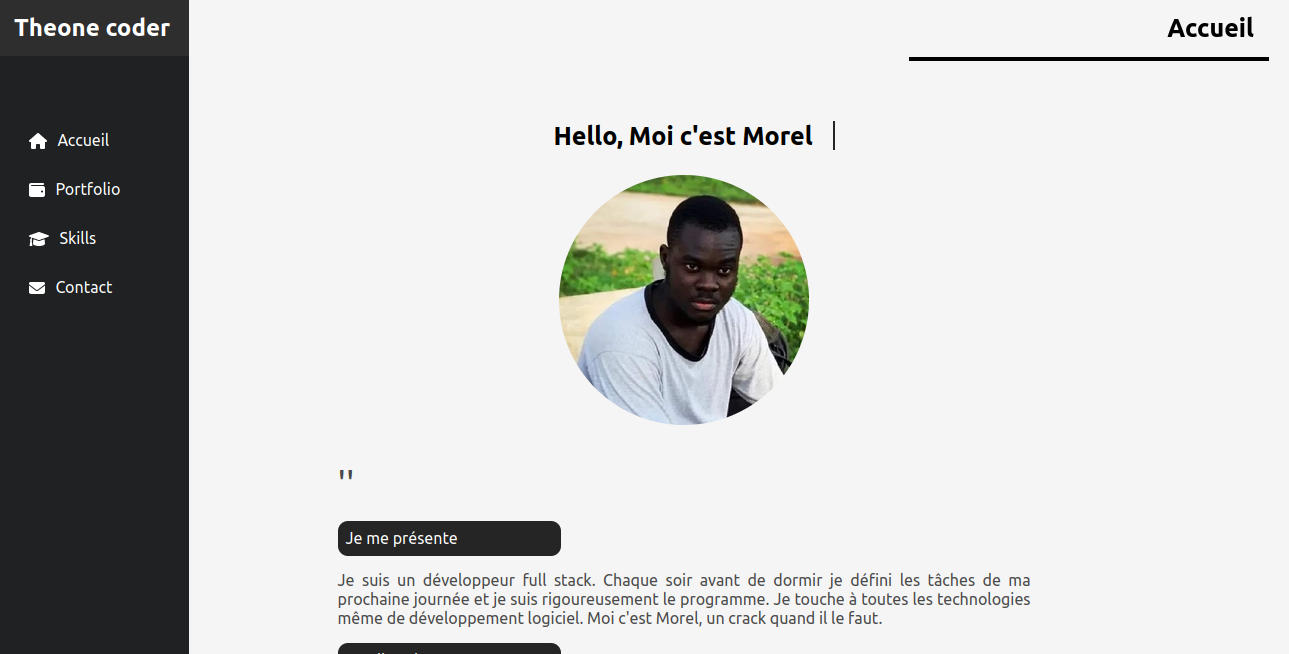 Theone coder
Accueil
Accueil
Portfolio
Skills
Contact
Hello, Moi c'est Morel
"
Je me présente
Je suis un développeur full stack. Chaque soir avant de dormir je défini les tâches de ma
prochaine journée et je suis rigoureusement le programme. Je touche à toutes les technologies
même de développement logiciel. Moi c'est Morel, un crack quand il le faut.